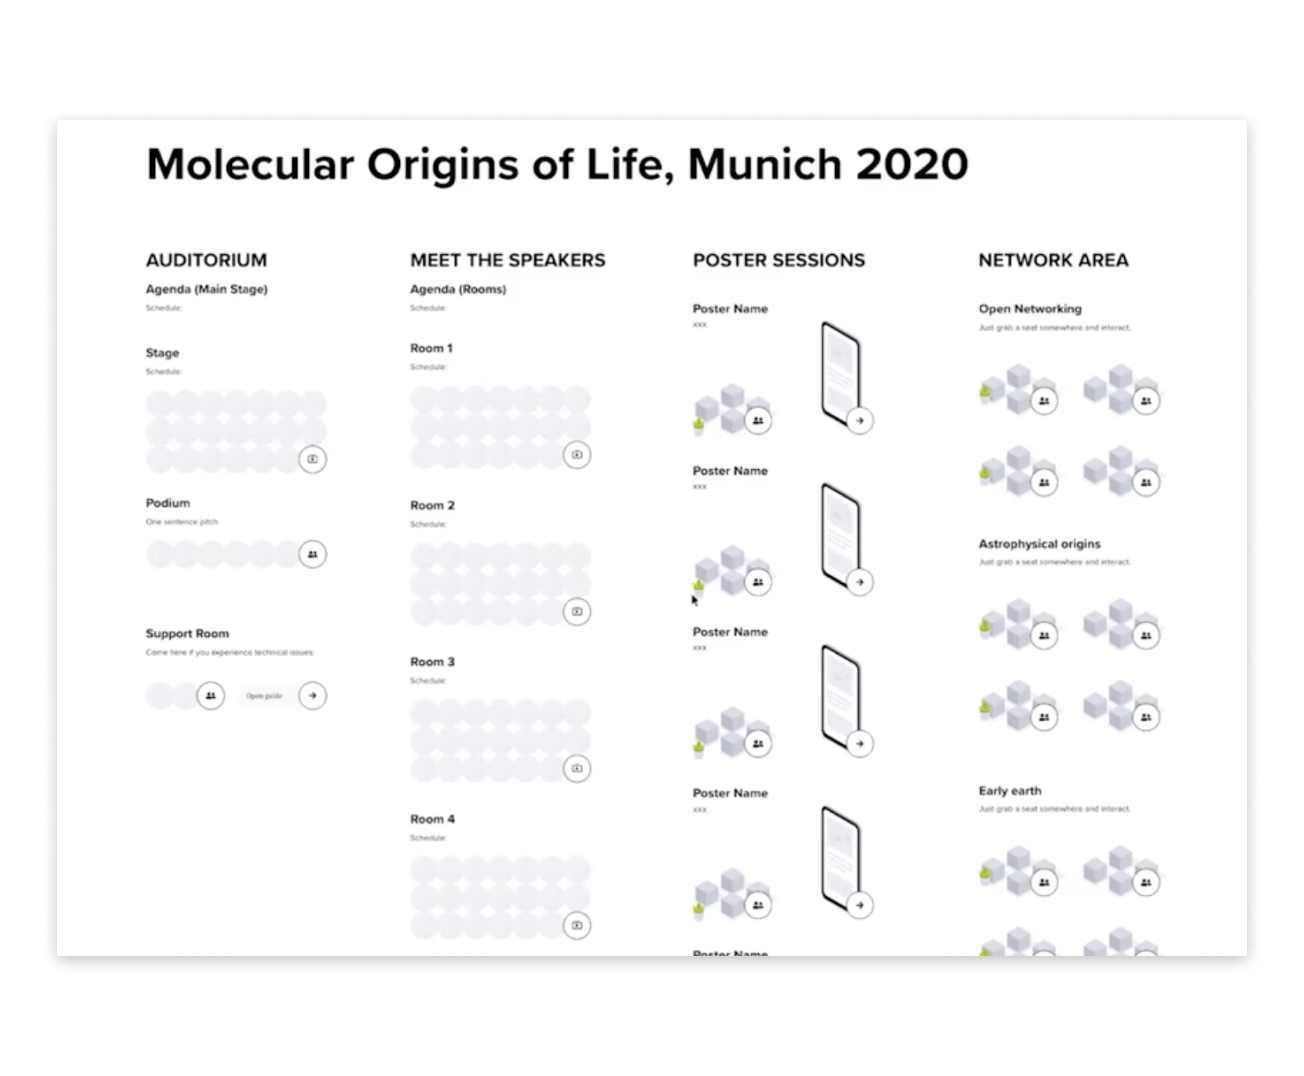 Molecular Origins of Life, Munich 2020
AUDITORIUM
Agenda (Main Stage)
Schedule:
Stage
Schedule:
Podium
One sentence pitch
Support Room
Come here if you experience technical issues:
Open guide
MEET THE SPEAKERS
Agenda (Rooms)
Schedule:
Room 1
Schedule:
Room 2
Schedule:
Room 3
Schedule:
Room 4
Schedule:
POSTER SESSIONS
Poster Name
xxx
Poster Name
xxx
Poster Name
xxx
Poster Name
xxx
Poster Name
NETWORK AREA
Open Networking
Just grab a seat somewhere and interact.
Astrophysical origins
Just grab a seat somewhere and interact.
Early earth
Just grab a seat somewhere and interact.